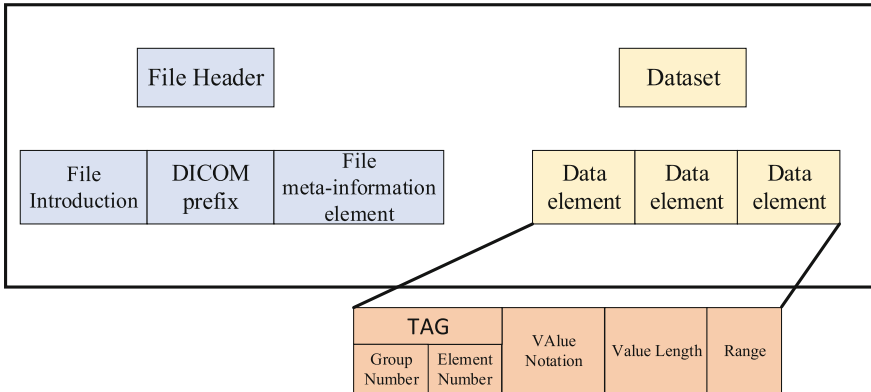 File Header
Dataset
File
Introduction
DICOM
prefix
File
meta-information
element
Data
element
Data
element
Data
element
TAG
Group
Number
Element
Number
VAlue
Notation
Value Length
Range